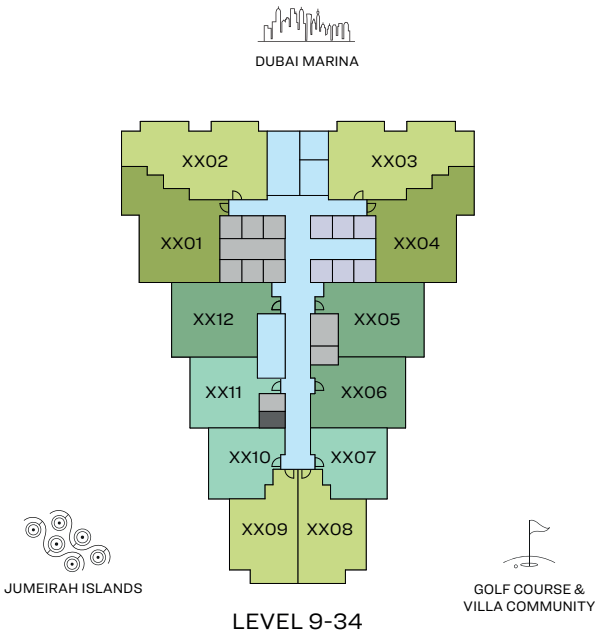 DUBAI MARINA
XX02
XX03
XX01
XX04
XX12
XX05
XX11
XX06
XX10
XX07
XX09
XX08
JUMEIRAH ISLANDS
GOLF COURSE &
VILLA COMMUNITY
LEVEL 9-34